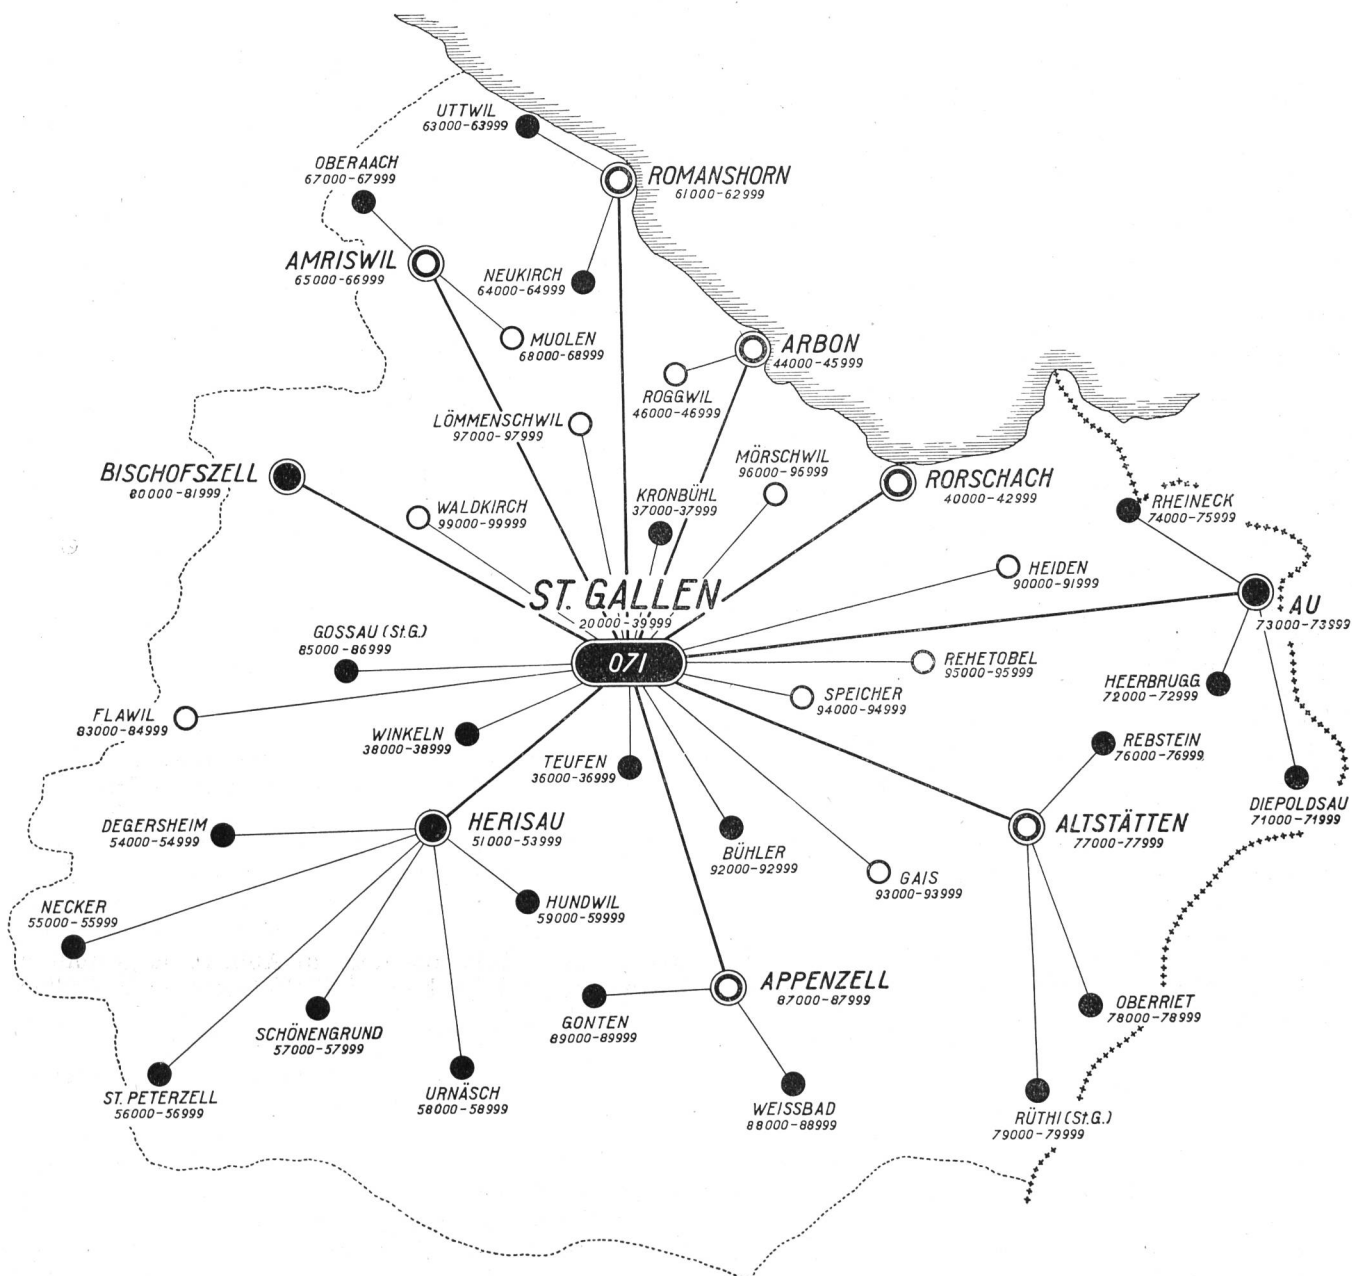 UTTWIL
63000-63999
OBERAACH
67000-67999
ROMANSHORN
61000-62999
AMRISWIL
65000-66999
NEUKIRCH
64000-64999
MUOLEN
68000-68999
ARBON
44000-45999
ROGGWIL
46000-46999
LÖMMENSCHWIL
97000-97999
MÖRSCHWIL
96000-96999
BISCHOFSZELL
80000-81999
RORSCHACH
40000-42999
KRONBÜHL
37000-37999
WALDKIRCH
99000-99999
RHEINECK
74000-75999
HEIDEN
90000-91999
ST. GALLEN
20000-39999
AU
73000-73999
GOSSAU (St.G.)
85000-86999
071
REHETOBEL
95000-95999
HEERBRUGG
72000-72999
SPEICHER
94000-94999
FLAWIL
83000-84999
WINKELN
38000-38999
REBSTEIN
76000-76999
TEUFEN
36000-36999
DIEPOLDSAU
71000-71999
DEGERSHEIM
54000-54999
HERISAU
51000-53999
ALTSTÄTTEN
77000-77999
BÜHLER
92000-92999
GAIS
93000-93999
NECKER
55000-55999
HUNDWIL
59000-59999
APPENZELL
87000-87999
GONTEN
89000-89999
OBERRIET
78000-78999
SCHÖNENGRUND
57000-57999
ST. PETERZELL
56000-56999
URNÄSCH
58000-58999
WEISSBAD
88000-88999
RÜTHI (St.G.)
79000-79999